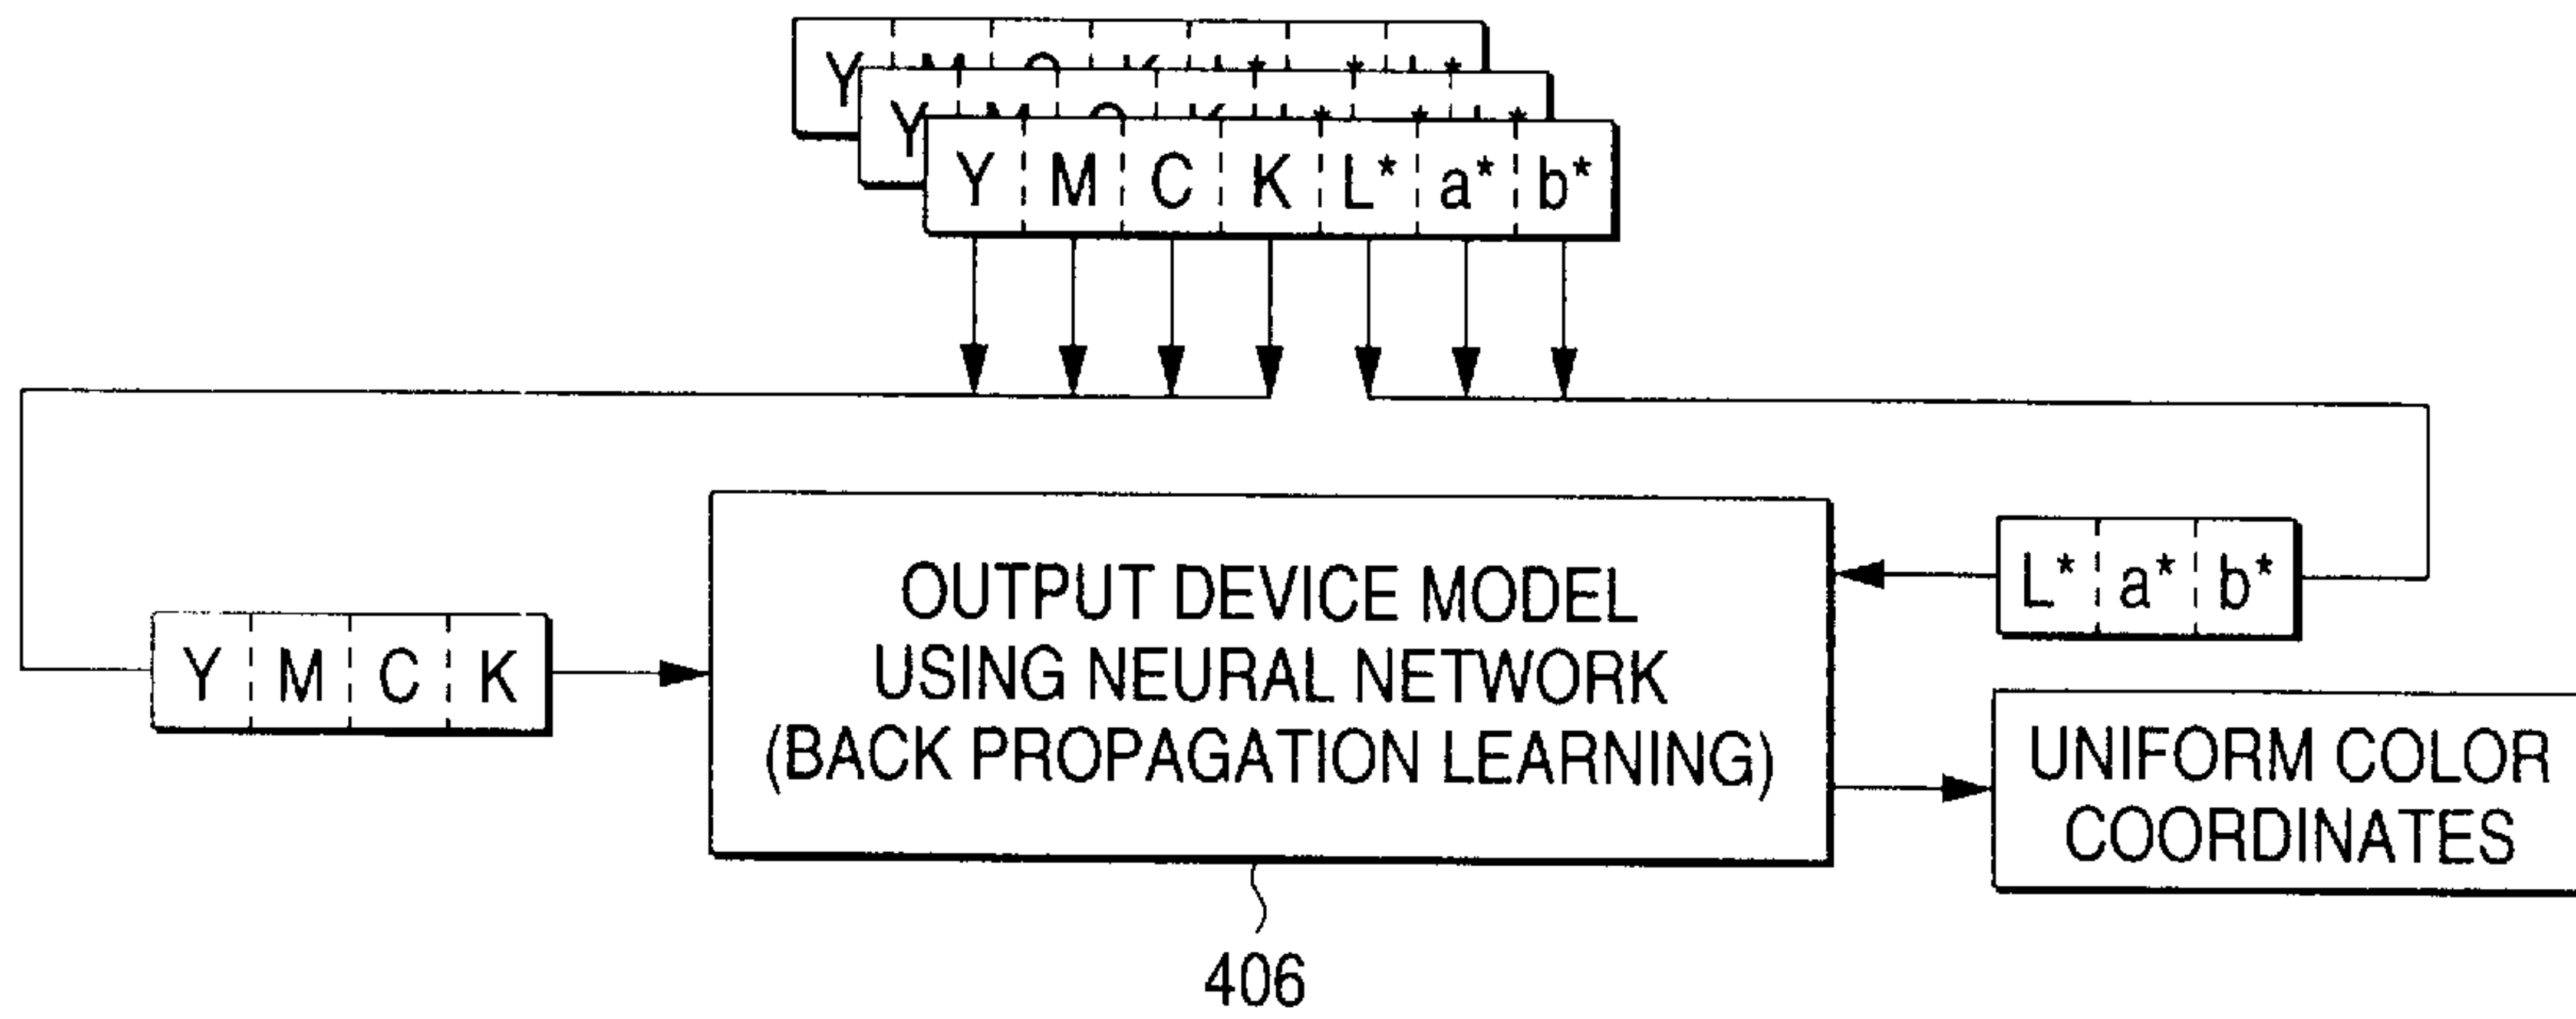 Y M C K L* a* b*
OUTPUT DEVICE MODEL
USING NEURAL NETWORK
(BACK PROPAGATION LEARNING)
L* a* b*
Y M C K
UNIFORM COLOR
COORDINATES
406